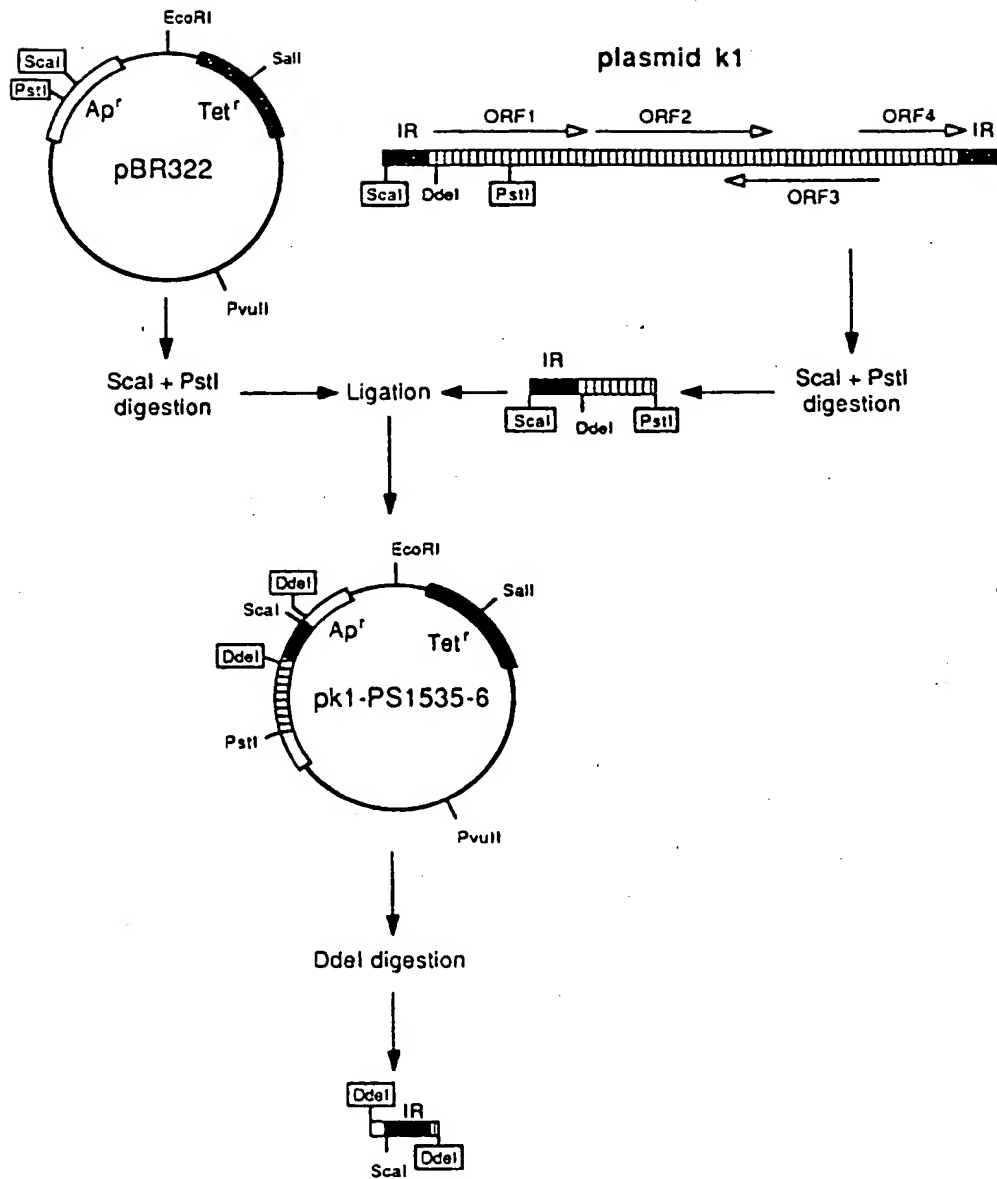 EcoRI
ScaI
SalI
PstI
Apʳ
Tetʳ
pBR322
PvuII
plasmid k1
ORF1
ORF2
ORF4
IR
IR
ScaI
DdeI
PstI
ORF3
ScaI + PstI
digestion
Ligation
IR
ScaI
DdeI
PstI
ScaI + PstI
digestion
EcoRI
DdeI
SalI
ScaI
Apʳ
Tetʳ
DdeI
pk1-PS1535-6
PstI
PvuII
DdeI digestion
DdeI
IR
ScaI
DdeI